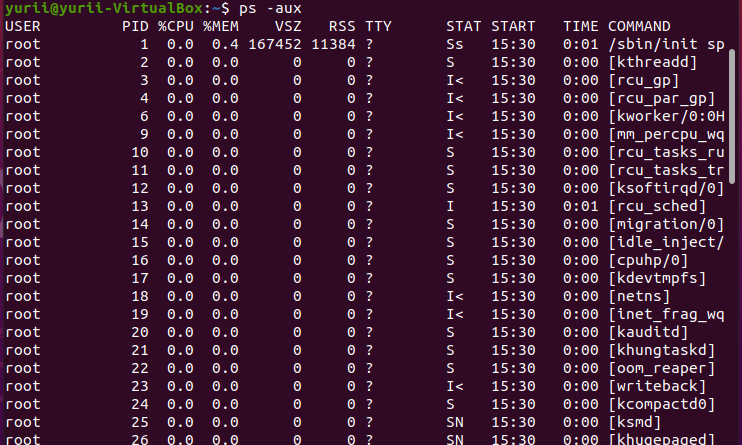 yurii@yurii-VirtualBox:~$ ps -aux
USER PID %CPU %MEM VSZ RSS TTY STAT START TIME COMMAND
root 1 0.0 0.4 167452 11384 ? Ss 15:30 0:01 /sbin/init sp
root 2 0.0 0.0 0 0 ? S 15:30 0:00 [kthreadd]
root 3 0.0 0.0 0 0 ? I< 15:30 0:00 [rcu_gp]
root 4 0.0 0.0 0 0 ? I< 15:30 0:00 [rcu_par_gp]
root 6 0.0 0.0 0 0 ? I< 15:30 0:00 [kworker/0:0H
root 9 0.0 0.0 0 0 ? I< 15:30 0:00 [mm_percpu_wq
root 10 0.0 0.0 0 0 ? S 15:30 0:00 [rcu_tasks_ru
root 11 0.0 0.0 0 0 ? S 15:30 0:00 [rcu_tasks_tr
root 12 0.0 0.0 0 0 ? S 15:30 0:00 [ksoftirqd/0]
root 13 0.0 0.0 0 0 ? I 15:30 0:01 [rcu_sched]
root 14 0.0 0.0 0 0 ? S 15:30 0:00 [migration/0]
root 15 0.0 0.0 0 0 ? S 15:30 0:00 [idle_inject/
root 16 0.0 0.0 0 0 ? S 15:30 0:00 [cpuhp/0]
root 17 0.0 0.0 0 0 ? S 15:30 0:00 [kdevtmpfs]
root 18 0.0 0.0 0 0 ? I< 15:30 0:00 [netns]
root 19 0.0 0.0 0 0 ? I< 15:30 0:00 [inet_frag_wq
root 20 0.0 0.0 0 0 ? S 15:30 0:00 [kauditd]
root 21 0.0 0.0 0 0 ? S 15:30 0:00 [khungtaskd]
root 22 0.0 0.0 0 0 ? S 15:30 0:00 [oom_reaper]
root 23 0.0 0.0 0 0 ? I< 15:30 0:00 [writeback]
root 24 0.0 0.0 0 0 ? S 15:30 0:00 [kcompactd0]
root 25 0.0 0.0 0 0 ? SN 15:30 0:00 [ksmd]
root 26 0.0 0.0 0 0 ? SN 15:30 0:00 [khugepaged]